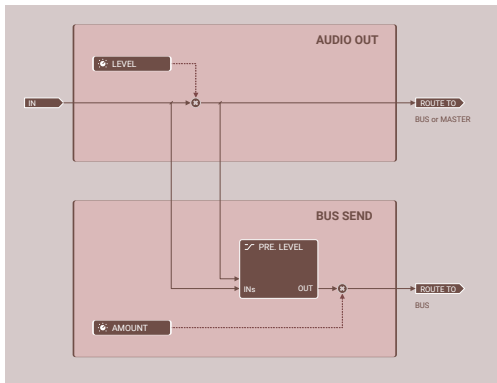 AUDIO OUT
LEVEL
IN
ROUTE TO
BUS or MASTER
BUS SEND
PRE. LEVEL
INs
OUT
ROUTE TO
BUS
AMOUNT